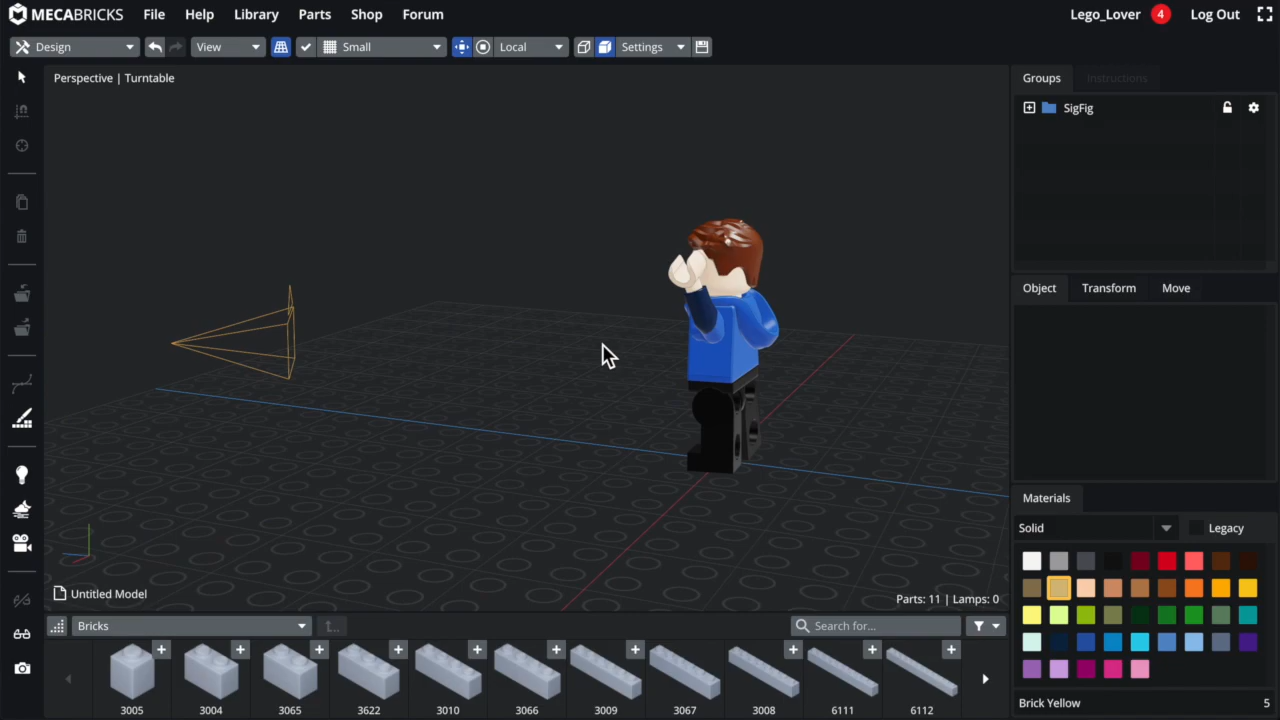 MECABRICKS File Help Library Parts Shop Forum Lego_Lover 4 Log Out
Design View Small Local Settings
Perspective | Turntable
Groups Instructions
SigFig
Object Transform Move
Materials
Solid Legacy
Untitled Model Parts: 11 | Lamps: 0
Bricks Search for...
3005 3004 3065 3622 3010 3066 3009 3067 3008 6111 6112
Brick Yellow 5